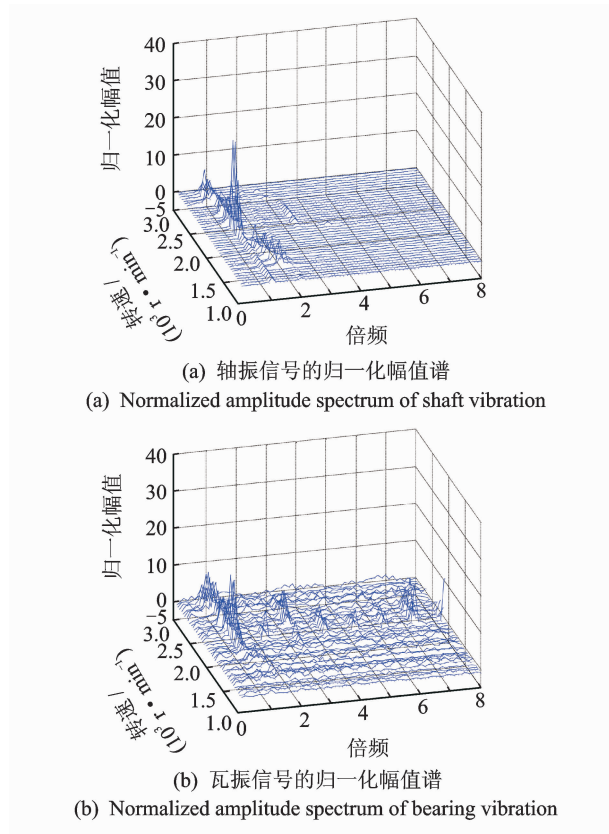 40
30
20
10
0
-5
归一化幅值
3.0
2.5
2.0
1.5
1.0
转速/
(10³ r•min⁻¹)
0
2
4
6
8
倍频
(a) 轴振信号的归一化幅值谱
(a) Normalized amplitude spectrum of shaft vibration
40
30
20
10
0
-5
归一化幅值
3.0
2.5
2.0
1.5
1.0
转速/
(10³ r•min⁻¹)
0
2
4
6
8
倍频
(b) 瓦振信号的归一化幅值谱
(b) Normalized amplitude spectrum of bearing vibration